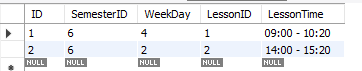 ID SemesterID WeekDay LessonID LessonTime
1 6 4 1 09:00 - 10:20
2 6 2 2 14:00 - 15:20
NULL NULL NULL NULL NULL